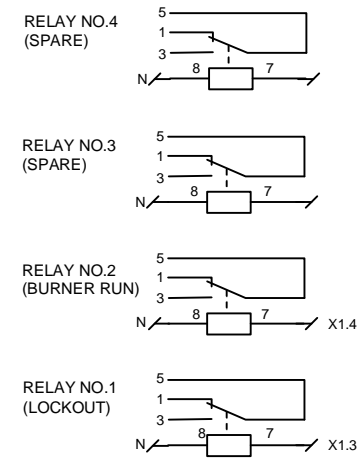 RELAY NO.4
(SPARE)
5
1
3
N
8
7
RELAY NO.3
(SPARE)
5
1
3
N
8
7
RELAY NO.2
(BURNER RUN)
5
1
3
N
8
7
X1.4
RELAY NO.1
(LOCKOUT)
5
1
3
N
8
7
X1.3